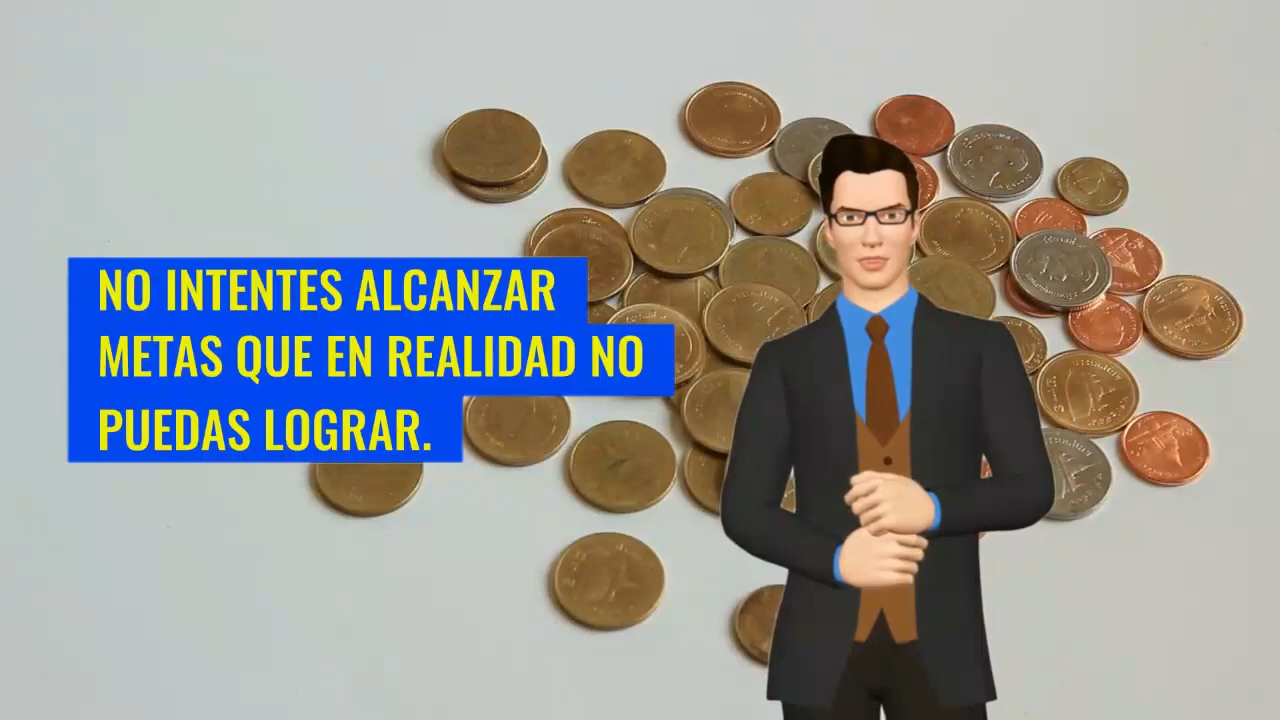 NO INTENTES ALCANZAR
METAS QUE EN REALIDAD NO
PUEDAS LOGRAR.